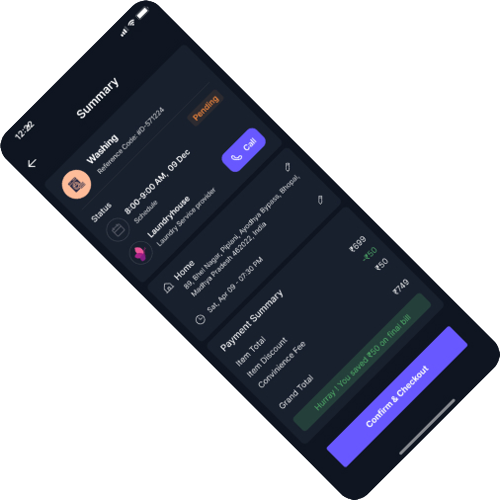 12:22
Summary
Washing
Reference Code: #D-571224
Status
Pending
8:00-9:00 AM, 09 Dec
Schedule
Laundryhouse
Laundry Service provider
Call
Home
89, Bhel Nagar, Piplani, Ayodhya Bypass, Bhopal,
Madhya Pradesh 462022, India
Sat, Apr 09 - 07:30 PM
Payment Summary
Item Total ₹699
Item Discount -₹50
Convinience Fee ₹50
Grand Total ₹749
Hurray ! You saved ₹50 on final bill
Confirm & Checkout